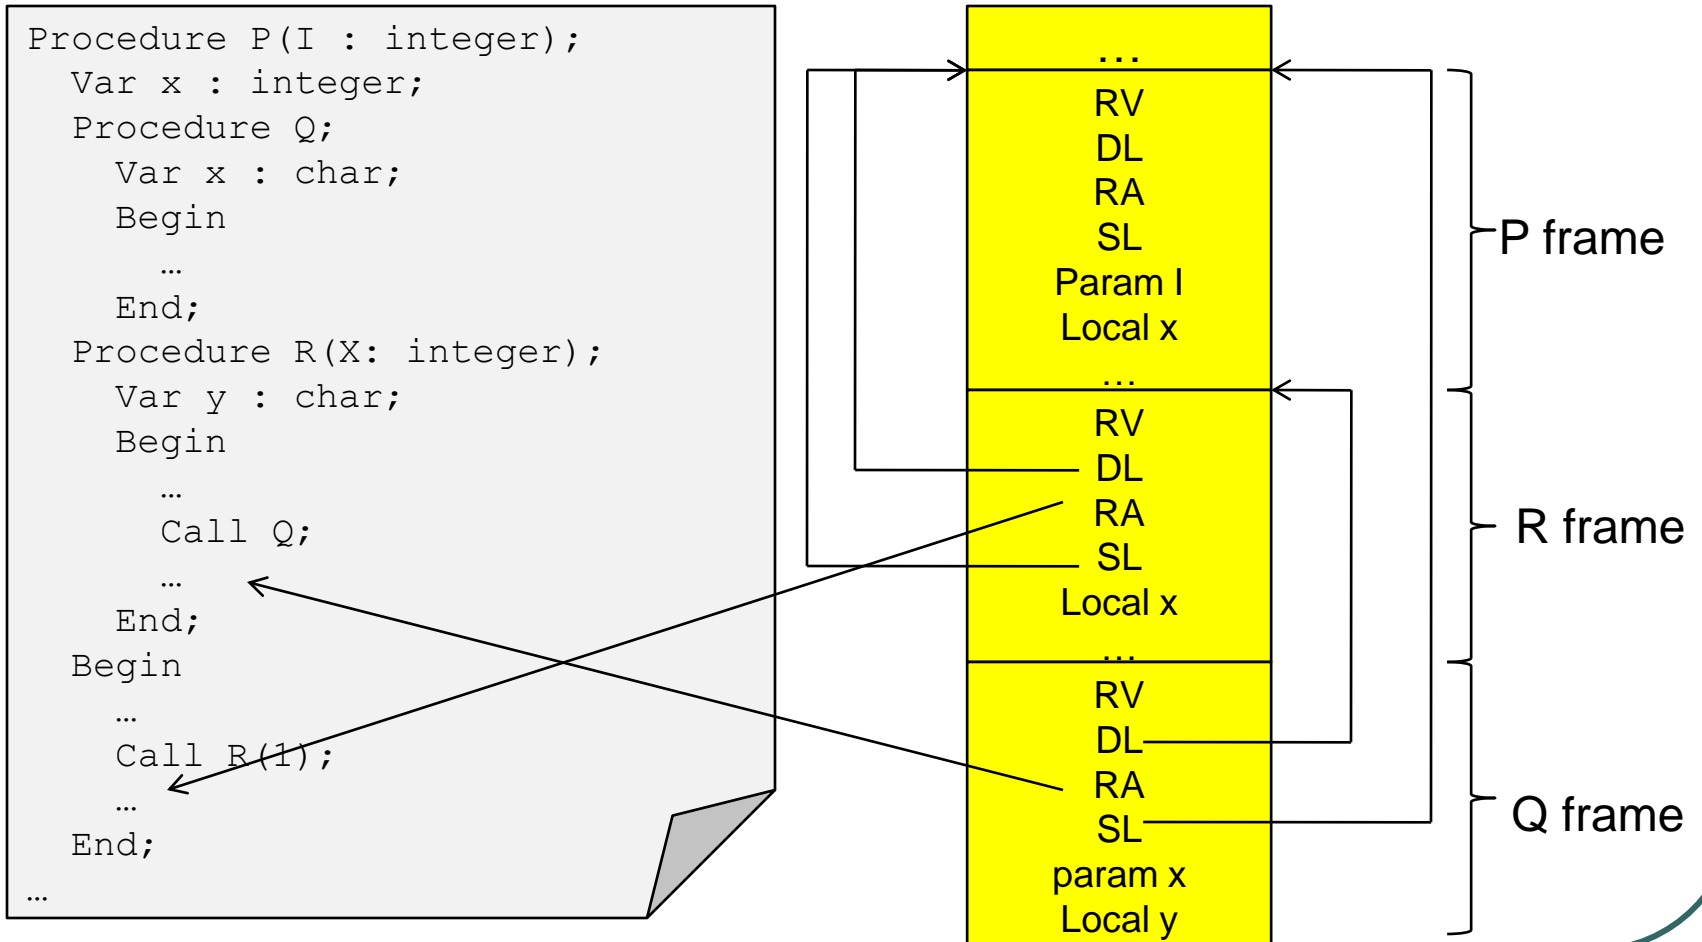 Procedure P(I : integer);
Var x : integer;
Procedure Q;
Var x : char;
Begin
…
End;
Procedure R(X: integer);
Var y : char;
Begin
…
Call Q;
…
End;
Begin
…
Call R(1);
…
End;
…
…
RV
DL
RA
SL
Param I
Local x
…
RV
DL
RA
SL
Local x
…
RV
DL
RA
SL
param x
Local y
P frame
R frame
Q frame